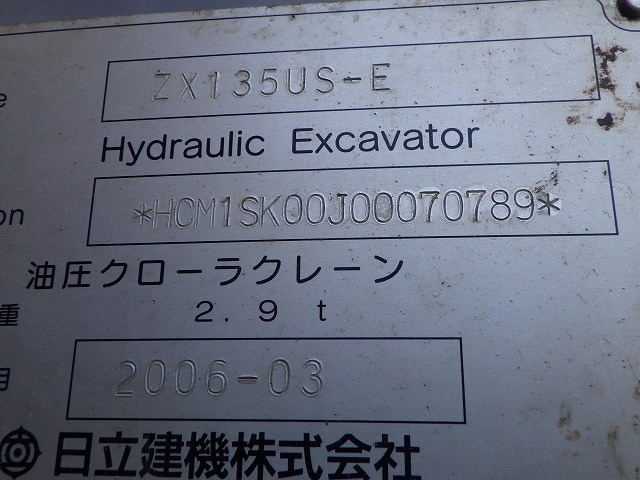 ZX135US-E
Hydraulic Excavator
*HCM1SK00J00070789*
油圧クローラクレーン
重 2.9 t
月 2006-03
日立建機株式会社